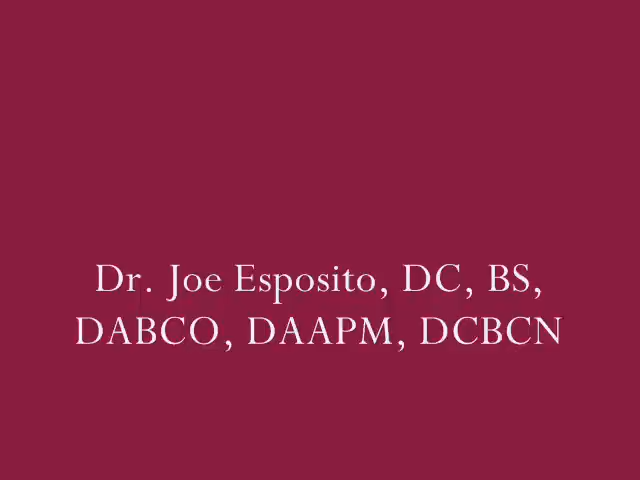 Dr. Joe Esposito, DC, BS,
DABCO, DAAPM, DCBCN